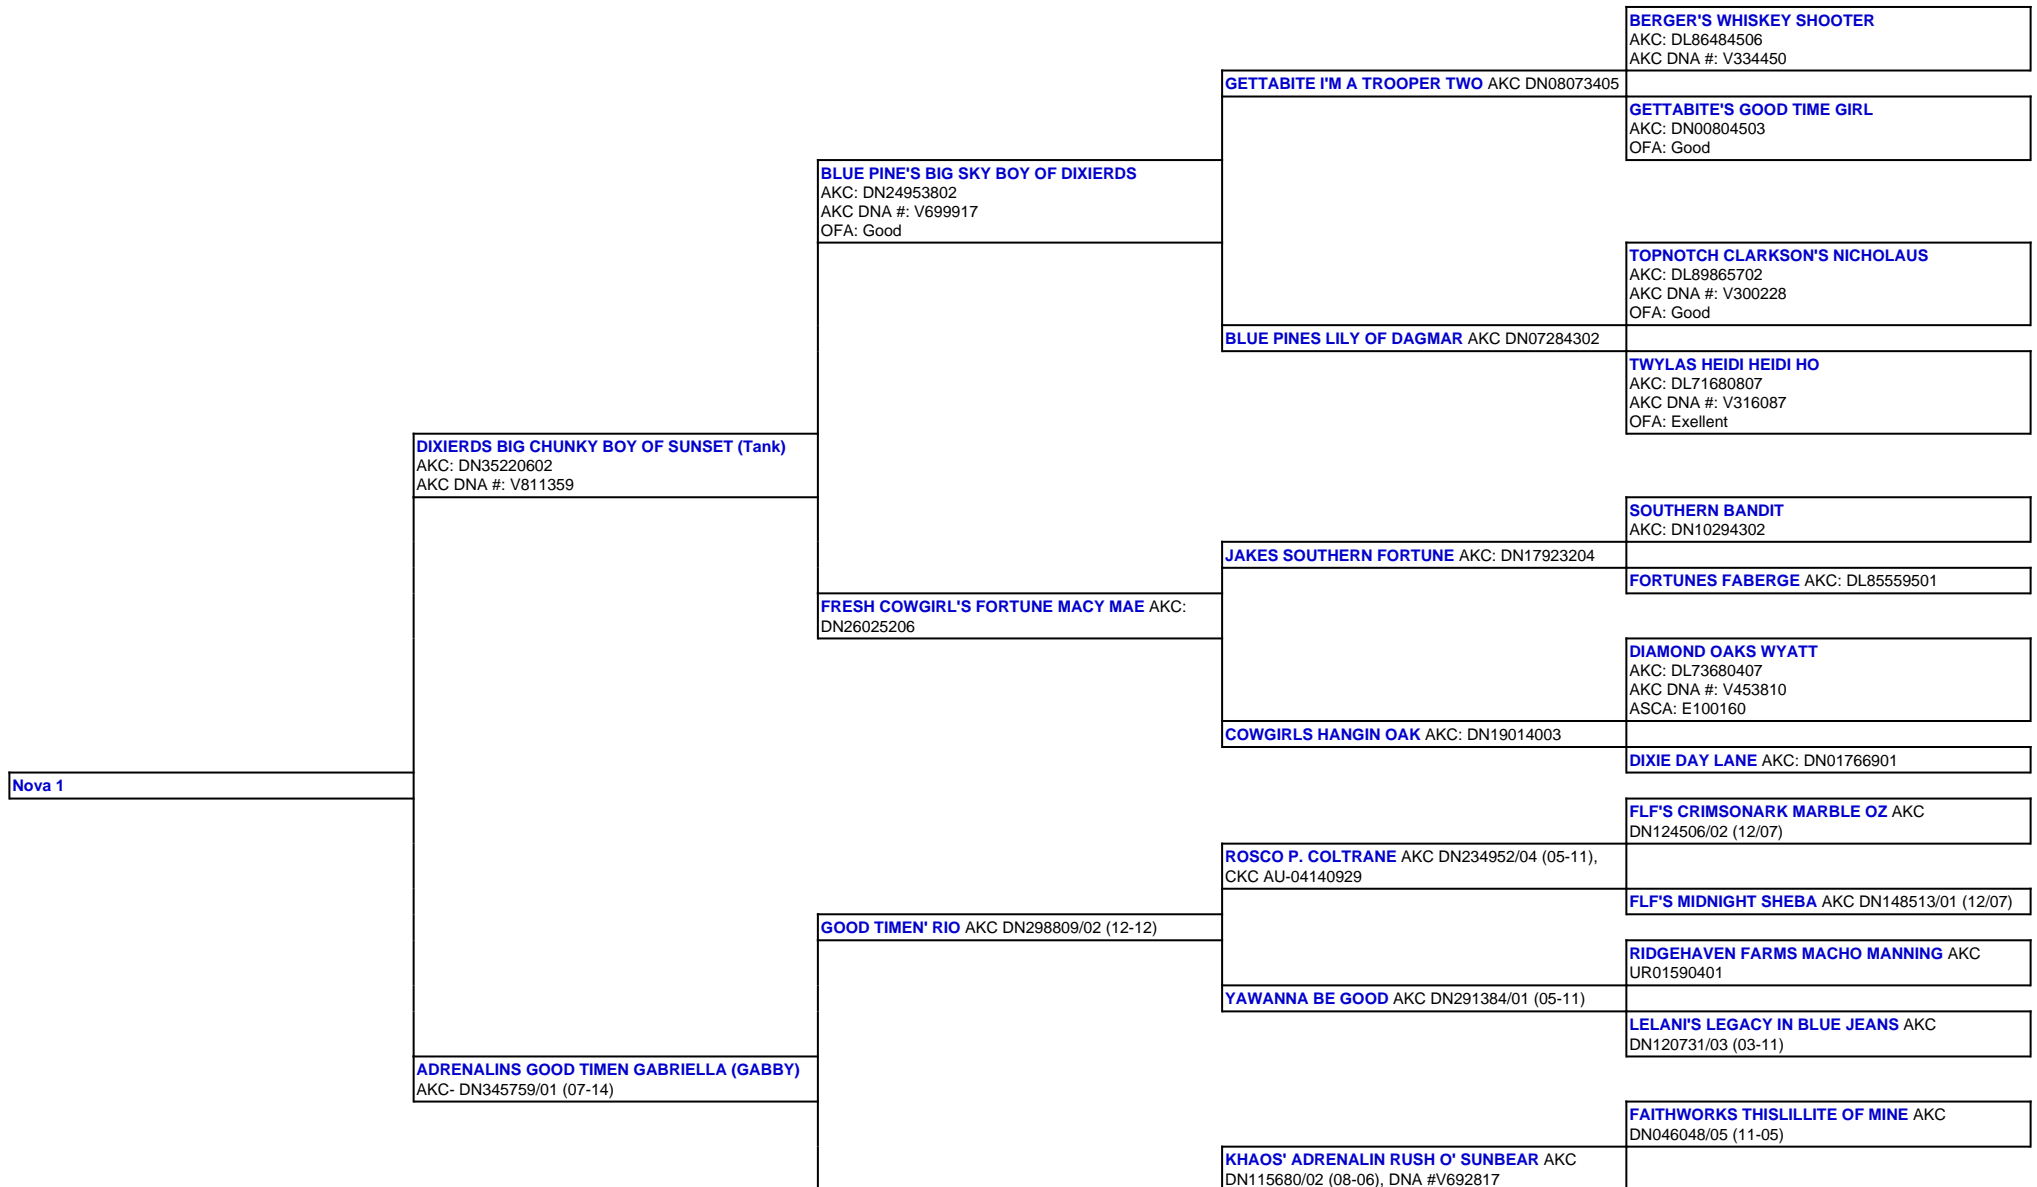 BERGER'S WHISKEY SHOOTER
AKC: DL86484506
AKC DNA #: V334450
GETTABITE I'M A TROOPER TWO AKC DN08073405
GETTABITE'S GOOD TIME GIRL
AKC: DN00804503
OFA: Good
BLUE PINE'S BIG SKY BOY OF DIXIERDS
AKC: DN24953802
AKC DNA #: V699917
OFA: Good
TOPNOTCH CLARKSON'S NICHOLAUS
AKC: DL89865702
AKC DNA #: V300228
OFA: Good
BLUE PINES LILY OF DAGMAR AKC DN07284302
TWYLAS HEIDI HEIDI HO
AKC: DL71680807
AKC DNA #: V316087
OFA: Exellent
DIXIERDS BIG CHUNKY BOY OF SUNSET (Tank)
AKC: DN35220602
AKC DNA #: V811359
SOUTHERN BANDIT
AKC: DN10294302
JAKES SOUTHERN FORTUNE AKC: DN17923204
FORTUNES FABERGE AKC: DL85559501
FRESH COWGIRL'S FORTUNE MACY MAE AKC:
DN26025206
DIAMOND OAKS WYATT
AKC: DL73680407
AKC DNA #: V453810
ASCA: E100160
COWGIRLS HANGIN OAK AKC: DN19014003
DIXIE DAY LANE AKC: DN01766901
Nova 1
FLF'S CRIMSONARK MARBLE OZ AKC
DN124506/02 (12/07)
ROSCO P. COLTRANE AKC DN234952/04 (05-11),
CKC AU-04140929
FLF'S MIDNIGHT SHEBA AKC DN148513/01 (12/07)
GOOD TIMEN' RIO AKC DN298809/02 (12-12)
RIDGEHAVEN FARMS MACHO MANNING AKC
UR01590401
YAWANNA BE GOOD AKC DN291384/01 (05-11)
LELANI'S LEGACY IN BLUE JEANS AKC
DN120731/03 (03-11)
ADRENALINS GOOD TIMEN GABRIELLA (GABBY)
AKC- DN345759/01 (07-14)
FAITHWORKS THISLILLITE OF MINE AKC
DN046048/05 (11-05)
KHAOS' ADRENALIN RUSH O' SUNBEAR AKC
DN115680/02 (08-06), DNA #V692817